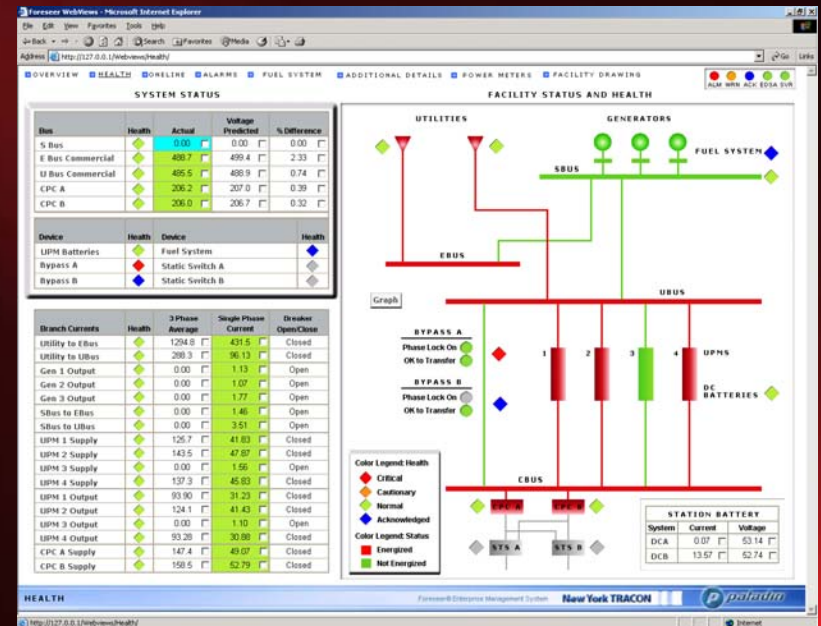 Foreseer WebViews - Microsoft Internet Explorer
File Edit View Favorites Tools Help
Back Search Favorites Media
Address http://127.0.0.1/Webviews/Health/ Go Links
OVERVIEW HEALTH ONELINE ALARMS FUEL SYSTEM ADDITIONAL DETAILS POWER METERS FACILITY DRAWING
ALM WRN ACK EDSA SVR
SYSTEM STATUS
Bus Health Actual Voltage Predicted % Difference
S Bus 0.00 0.00 0.00
E Bus Commercial 488.7 499.4 2.33
U Bus Commercial 485.5 488.9 0.74
CPC A 206.2 207.0 0.39
CPC B 206.0 206.7 0.32
Device Health Device Health
UPM Batteries Fuel System
Bypass A Static Switch A
Bypass B Static Switch B
Branch Currents Health 3 Phase Average Single Phase Current Breaker Open/Close
Utility to EBus 1294.8 431.5 Closed
Utility to UBus 288.3 96.13 Closed
Gen 1 Output 0.00 1.13 Open
Gen 2 Output 0.00 1.07 Open
Gen 3 Output 0.00 1.77 Open
SBus to EBus 0.00 1.46 Open
SBus to UBus 0.00 3.51 Open
UPM 1 Supply 125.7 41.83 Closed
UPM 2 Supply 143.5 47.87 Closed
UPM 3 Supply 0.00 1.56 Open
UPM 4 Supply 137.3 45.83 Closed
UPM 1 Output 93.90 31.23 Closed
UPM 2 Output 124.1 41.43 Closed
UPM 3 Output 0.00 1.10 Open
UPM 4 Output 93.28 30.88 Closed
CPC A Supply 147.4 49.07 Closed
CPC B Supply 158.5 52.79 Closed
FACILITY STATUS AND HEALTH
UTILITIES GENERATORS
FUEL SYSTEM
SBUS
EBUS
UBUS
Graph
BYPASS A
Phase Lock On
OK to Transfer
BYPASS B
Phase Lock On
OK to Transfer
1 2 3 4 UPMS
DC BATTERIES
CBUS
CPC A CPC B
STS A STS B
Color Legend: Health
Critical
Cautionary
Normal
Acknowledged
Color Legend: Status
Energized
Not Energized
STATION BATTERY
System Current Voltage
DCA 0.07 53.14
DCB 13.57 52.74
HEALTH Foreseer® Enterprise Management System New York TRACON paladin
http://127.0.0.1/Webviews/Health/ Internet